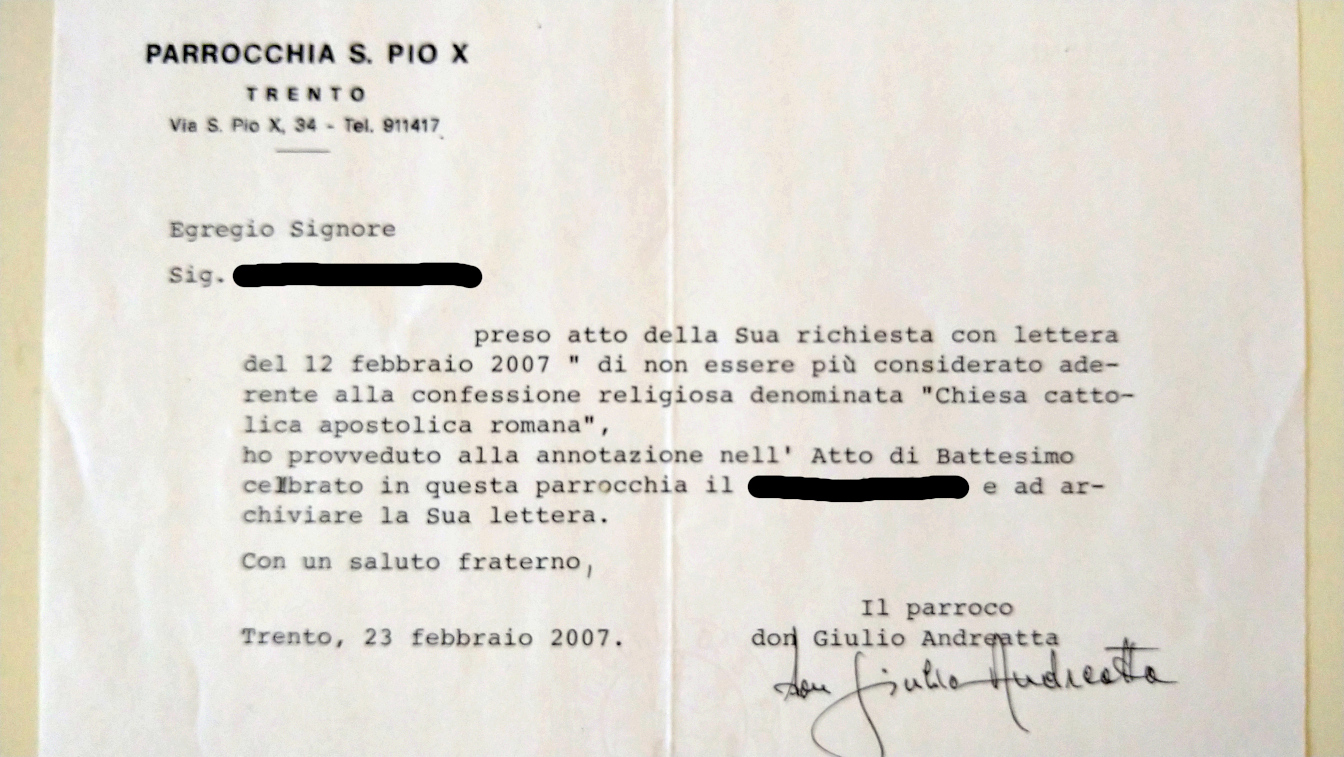 PARROCCHIA S. PIO X
TRENTO
Via S. Pio X, 34 - Tel. 911417
Egregio Signore
Sig.
preso atto della Sua richiesta con lettera
del 12 febbraio 2007 " di non essere più considerato ade-
rente alla confessione religiosa denominata "Chiesa catto-
lica apostolica romana",
ho provveduto alla annotazione nell' Atto di Battesimo
celbrato in questa parrocchia il e ad ar-
chiviare la Sua lettera.
Con un saluto fraterno,
Il parroco
Trento, 23 febbraio 2007. don Giulio Andreatta
don Giulio Andreatta